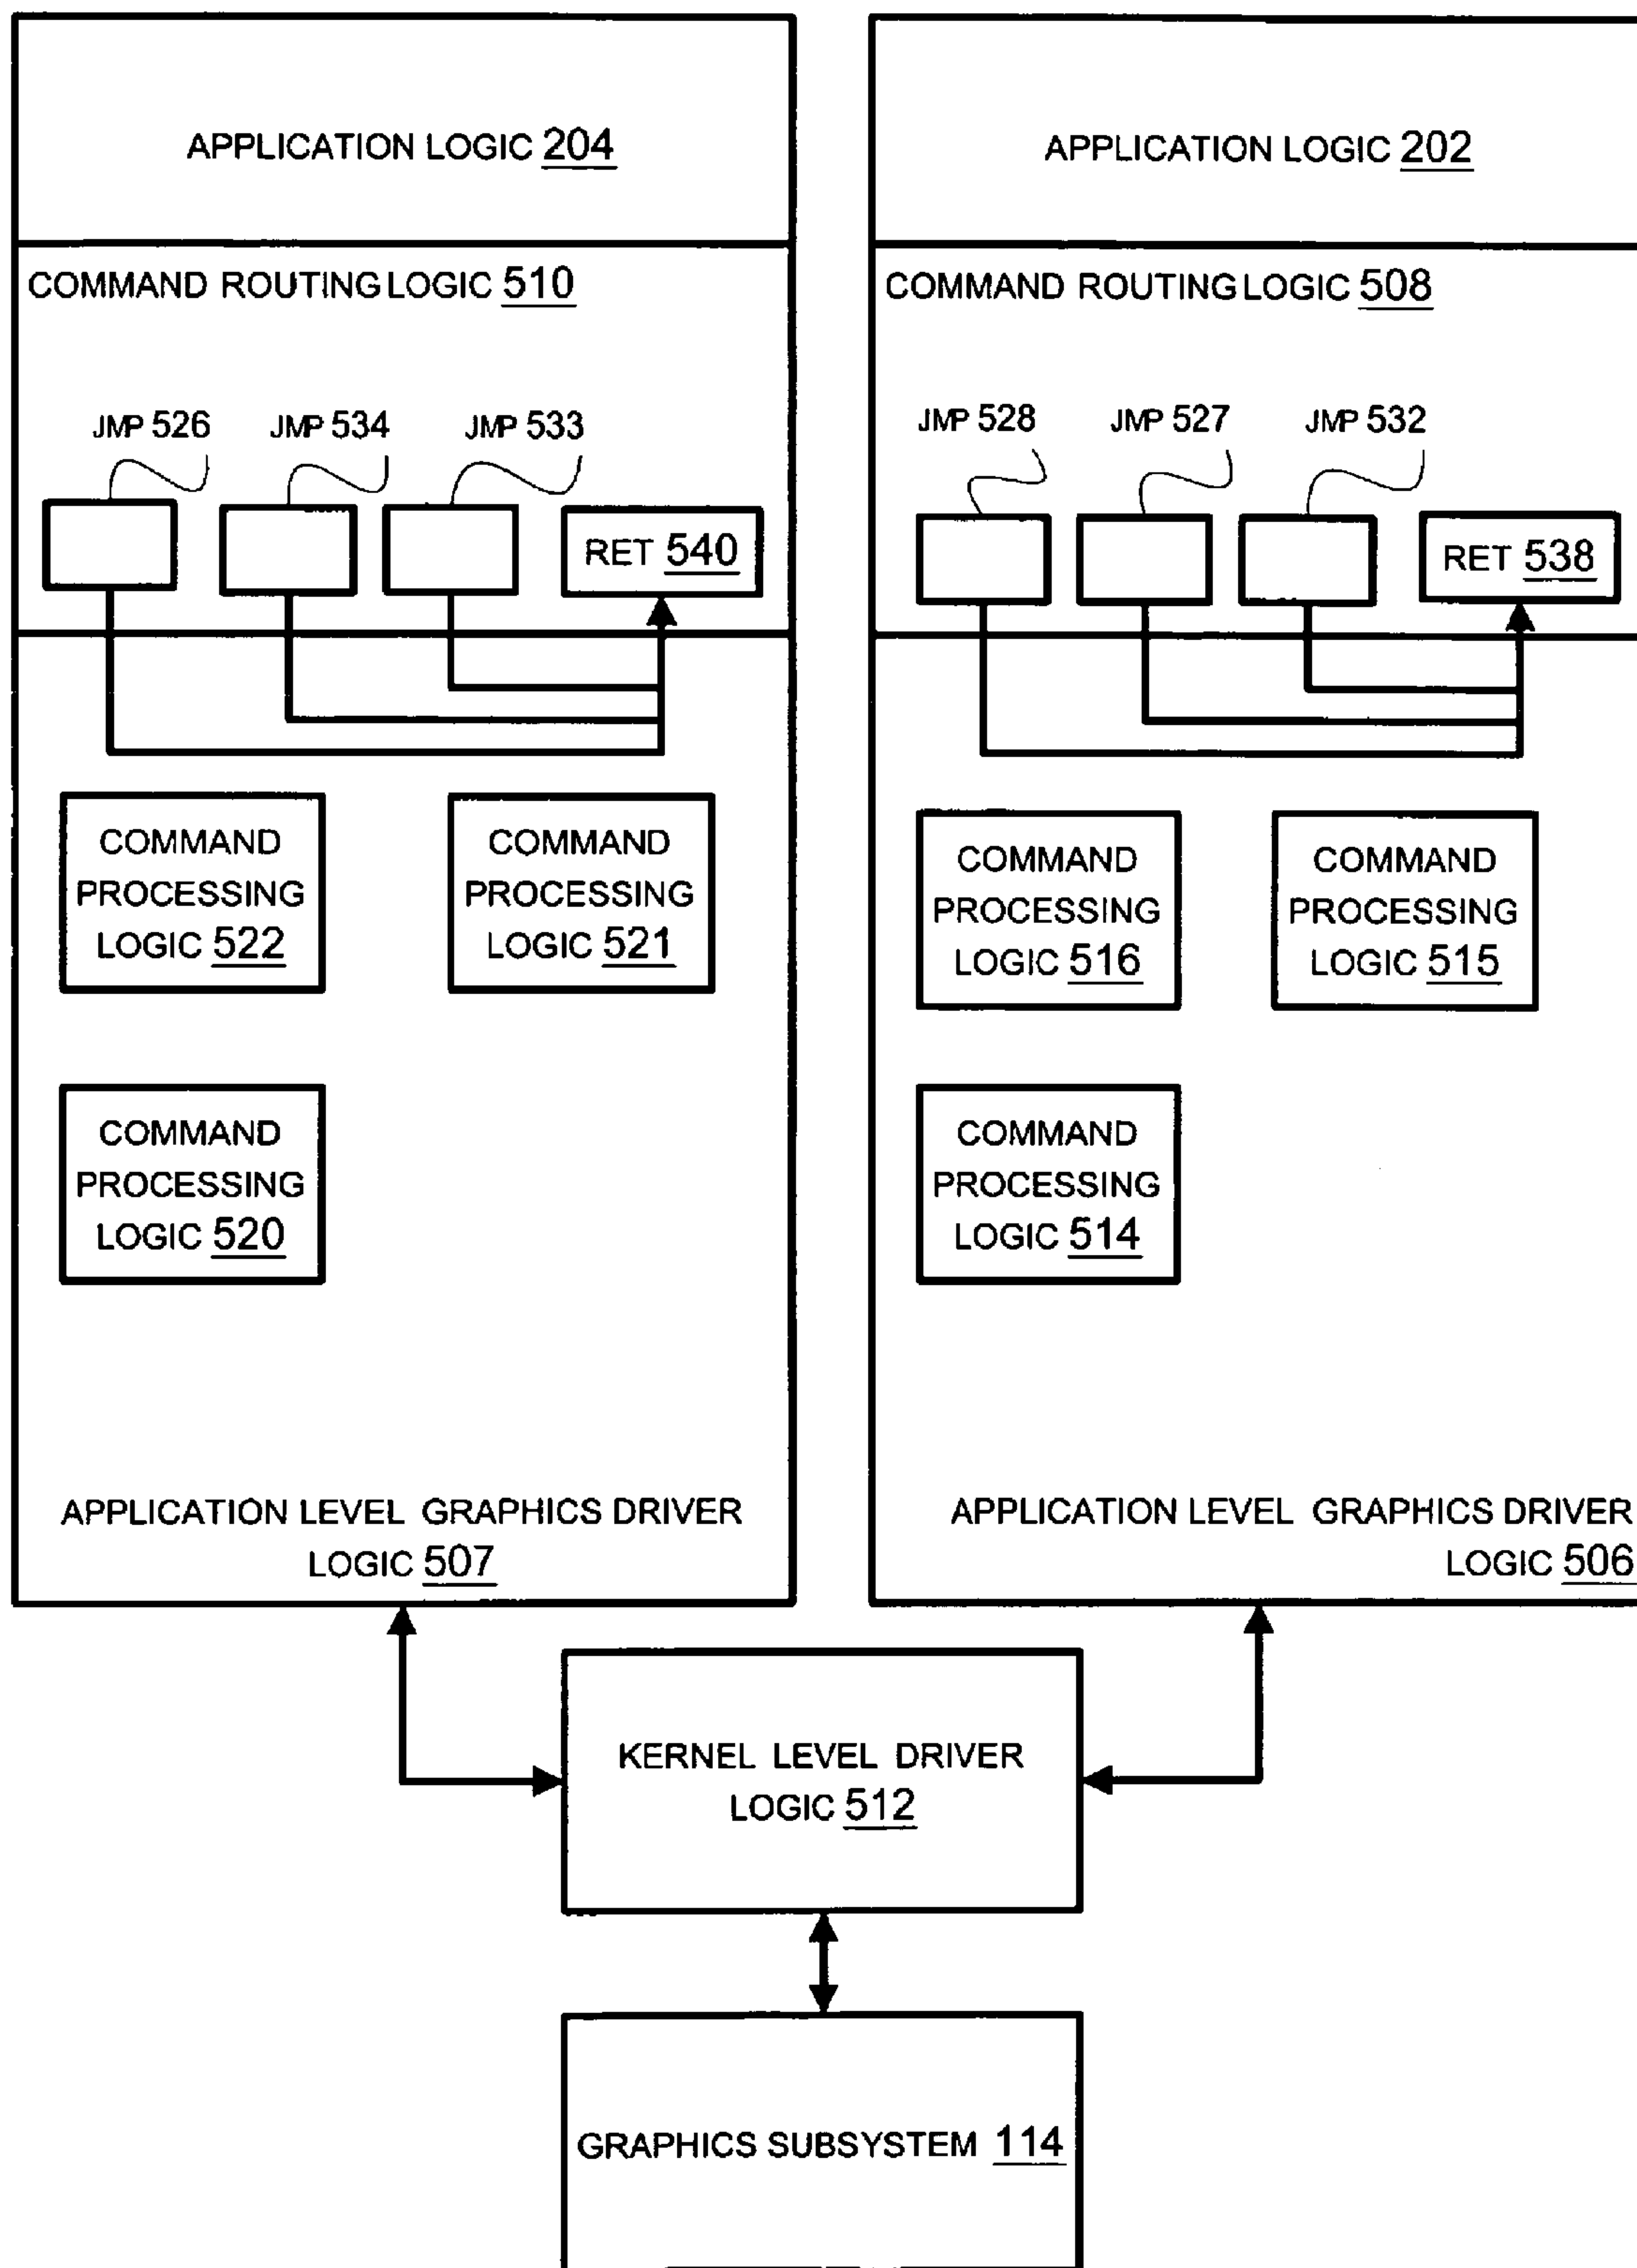 APPLICATION LOGIC 204
COMMAND ROUTING LOGIC 510
JMP 526
JMP 534
JMP 533
RET 540
COMMAND
PROCESSING
LOGIC 522
COMMAND
PROCESSING
LOGIC 521
COMMAND
PROCESSING
LOGIC 520
APPLICATION LEVEL GRAPHICS DRIVER
LOGIC 507
APPLICATION LOGIC 202
COMMAND ROUTING LOGIC 508
JMP 528
JMP 527
JMP 532
RET 538
COMMAND
PROCESSING
LOGIC 516
COMMAND
PROCESSING
LOGIC 515
COMMAND
PROCESSING
LOGIC 514
APPLICATION LEVEL GRAPHICS DRIVER
LOGIC 506
KERNEL LEVEL DRIVER
LOGIC 512
GRAPHICS SUBSYSTEM 114